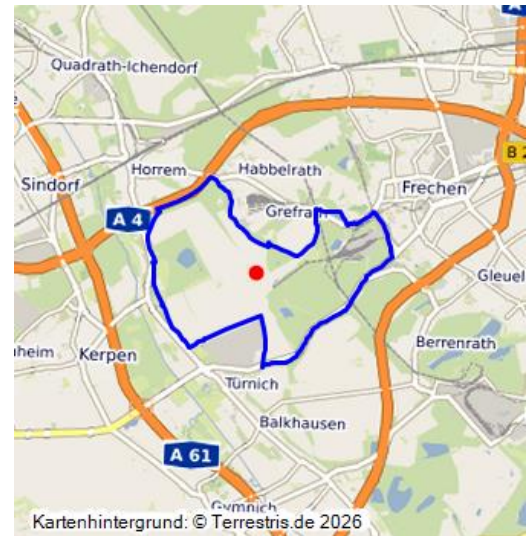 A
Quadrath-Ichendorf
B 2
Horrem
Habbelrath
Sindorf
Frechen
A 4
Grefrath
Gleuel
Berrenrath
nheim
Kerpen
Türnich
Balkhausen
A 61
Gymnich
Kartenhintergrund: © Terrestris.de 2026